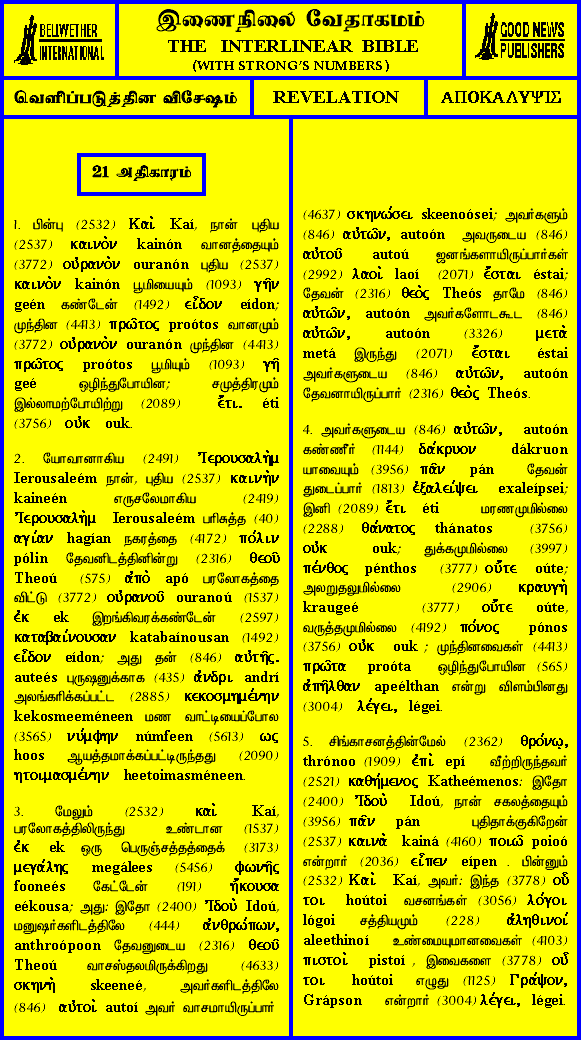 BELLWETHER
INTERNATIONAL
இணைநிலை வேதாகமம்
THE INTERLINEAR BIBLE
(WITH STRONG'S NUMBERS)
GOOD NEWS
PUBLISHERS
வெளிப்படுத்தின விசேஷம்
REVELATION
ΑΠΟΚΑΛΥΨΙΣ
21 அதிகாரம்
1. பின்பு (2532) Καὶ Kaí, நான் புதிய
(2537) καινὸν kainón வானத்தையும்
(3772) οὐρανὸν ouranón புதிய (2537)
καινὸν kainón பூமியையும் (1093) γῆν
geén கண்டேன் (1492) εἶδον eídon;
முந்தின (4413) πρῶτος proótos வானமும்
(3772) οὐρανὸν ouranón முந்தின (4413)
πρῶτος proótos பூமியும் (1093) γῆ
geé ஒழிந்துபோயின; சமுத்திரமும்
இல்லாமற்போயிற்று (2089) ἔτι. éti
(3756) οὐκ ouk.
2. யோவானாகிய (2491) Ἰερουσαλὴμ
Ierousaleém நான், புதிய (2537) καινὴν
kaineén எருசலேமாகிய (2419)
Ἰερουσαλὴμ Ierousaleém பரிசுத்த (40)
αγίαν hagían நகரத்தை (4172) πόλιν
pólin தேவனிடத்தினின்று (2316) θεοῦ
Theoú (575) ἀπὸ apó பரலோகத்தை
விட்டு (3772) οὐρανοῦ ouranoú (1537)
ἐκ ek இறங்கிவரக்கண்டேன் (2597)
καταβαίνουσαν katabaínousan (1492)
εἶδον eídon; அது தன் (846) αὐτῆς.
auteés புருஷனுக்காக (435) ἀνδρι andrí
அலங்கரிக்கப்பட்ட (2885) κεκοσμημένην
kekosmeeméneen மண வாட்டியைப்போல
(3565) νύμφην númfeen (5613) ως
hoos ஆயத்தமாக்கப்பட்டிருந்தது (2090)
ητοιμασμένην heetoimasméneen.
3. மேலும் (2532) καὶ Kaí,
பரலோகத்திலிருந்து உண்டான (1537)
ἐκ ek ஒரு பெருஞ்சத்தத்தைக் (3173)
μεγάλης megálees (5456) φωνῆς
fooneés கேட்டேன் (191) ἤκουσα
eékousa; அது: இதோ (2400) Ἰδοὺ Idoú,
மனுஷர்களிடத்திலே (444) ἀνθρώπων,
anthroópoon தேவனுடைய (2316) θεοῦ
Theoú வாசஸ்தலமிருக்கிறது (4633)
σκηνὴ skeeneé, அவர்களிடத்திலே
(846) αὐτοὶ autoí அவர் வாசமாயிருப்பார்
(4637) σκηνώσει skeenoósei; அவர்களும்
(846) αὐτῶν, autoón அவருடைய (846)
αὐτοῦ autoú ஜனங்களாயிருப்பார்கள்
(2992) λαοὶ laoí (2071) ἔσται éstai;
தேவன் (2316) θεὸς Theós தாமே (846)
αὐτῶν, autoón அவர்களோடகூட (846)
αὐτῶν, autoón (3326) μετὰ
metá இருந்து (2071) ἔσται éstai
அவர்களுடைய (846) αὐτῶν, autoón
தேவனாயிருப்பார் (2316) θεὸς Theós.
4. அவர்களுடைய (846) αὐτῶν, autoón
கண்ணீர் (1144) δάκρυον dákruon
யாவையும் (3956) πᾶν pán தேவன்
துடைப்பார் (1813) ἐξαλείψει exaleípsei;
இனி (2089) ἔτι éti மரணமுமில்லை
(2288) θάνατος thánatos (3756)
οὐκ ouk; துக்கமுமில்லை (3997)
πένθος pénthos (3777) οὔτε oúte;
அலறுதலுமில்லை (2906) κραυγὴ
kraugeé (3777) οὔτε oúte,
வருத்தமுமில்லை (4192) πόνος pónos
(3756) οὐκ ouk ; முந்தினவைகள் (4413)
πρῶτα proóta ஒழிந்துபோயின (565)
ἀπῆλθαν apeélthan என்று விளம்பினது
(3004) λέγει, légei.
5. சிங்காசனத்தின்மேல் (2362) θρόνῳ,
thrónoo (1909) ἐπὶ epí வீற்றிருந்தவர்
(2521) καθήμενος Katheémenos: இதோ
(2400) Ἰδοὺ Idoú, நான் சகலத்தையும்
(3956) πᾶν pán புதிதாக்குகிறேன்
(2537) καινὰ kainá (4160) ποιῶ poioó
என்றார் (2036) εἶπεν eípen . பின்னும்
(2532) Καὶ Kaí, அவர்: இந்த (3778) οὗ
τοι hoútoi வசனங்கள் (3056) λόγοι
lógoi சத்தியமும் (228) ἀληθινοί
aleethinoí உண்மையுமானவைகள் (4103)
πιστοὶ pistoí , இவைகளை (3778) οὗ
τοι hoútoi எழுது (1125) Γράψον,
Grápson என்றார் (3004) λέγει, légei.